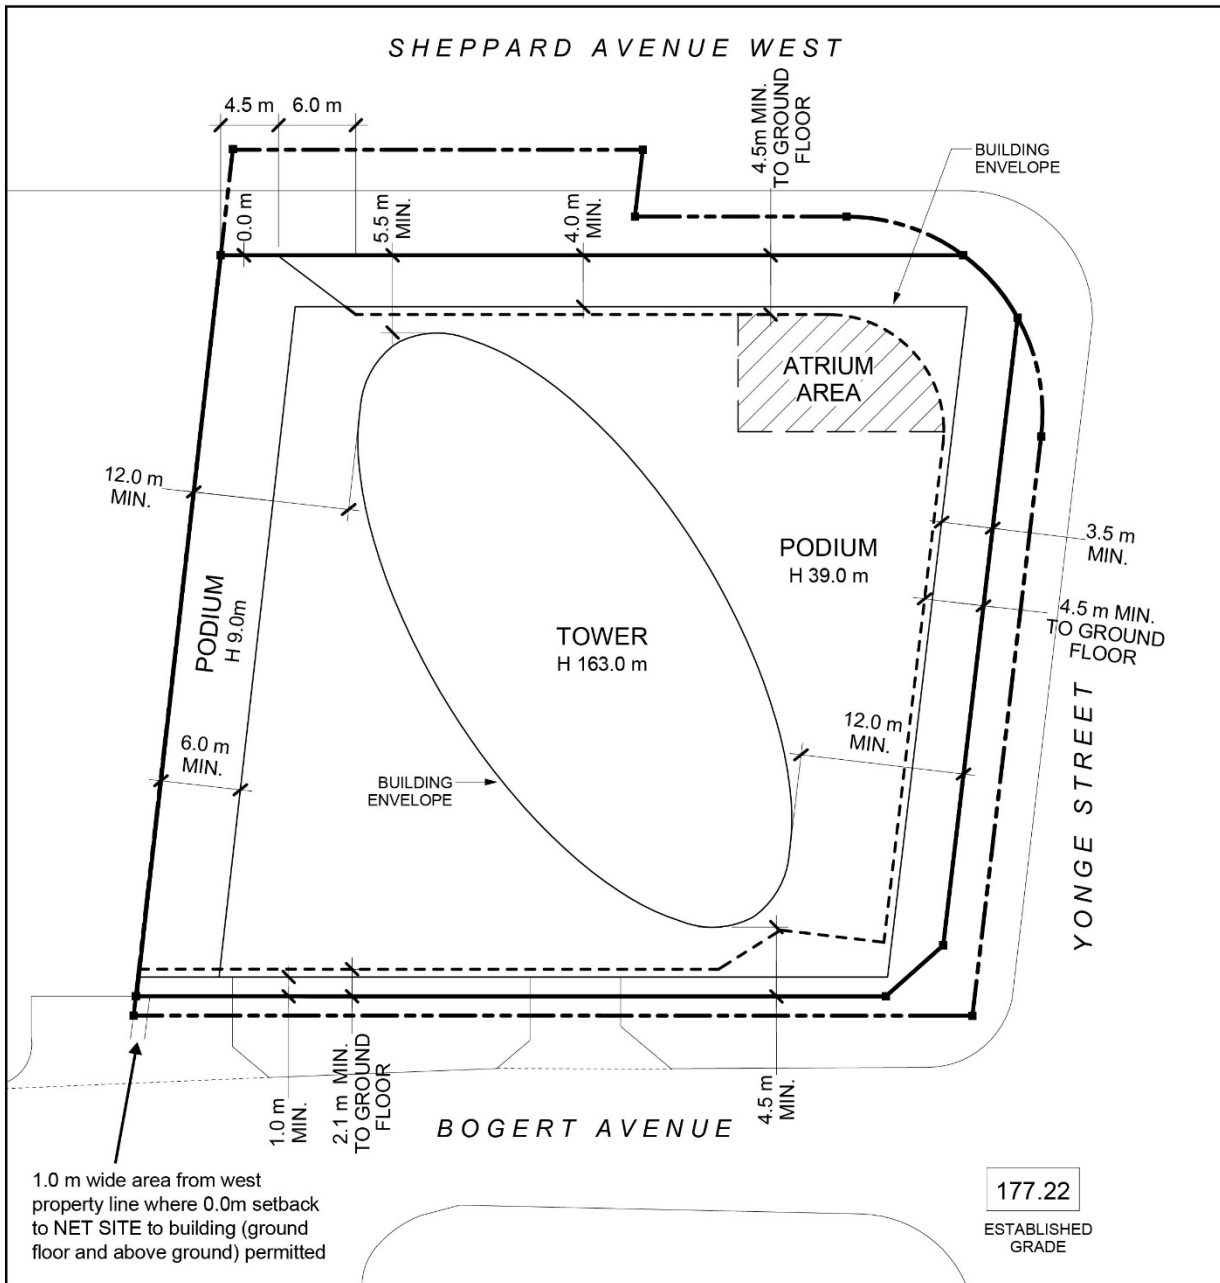 SHEPPARD AVENUE WEST
4.5 m
6.0 m
4.5m MIN.
TO GROUND
FLOOR
BUILDING
ENVELOPE
0.0 m
5.5 m
MIN.
4.0 m
MIN.
ATRIUM
AREA
12.0 m
MIN.
3.5 m
MIN.
PODIUM
H 39.0 m
PODIUM
H 9.0m
TOWER
H 163.0 m
4.5 m MIN.
TO GROUND
FLOOR
12.0 m
MIN.
6.0 m
MIN.
BUILDING
ENVELOPE
YONGE STREET
1.0 m
MIN.
2.1 m MIN.
TO GROUND
FLOOR
4.5 m
MIN.
BOGERT AVENUE
1.0 m wide area from west
property line where 0.0m setback
to NET SITE to building (ground
floor and above ground) permitted
177.22
ESTABLISHED
GRADE